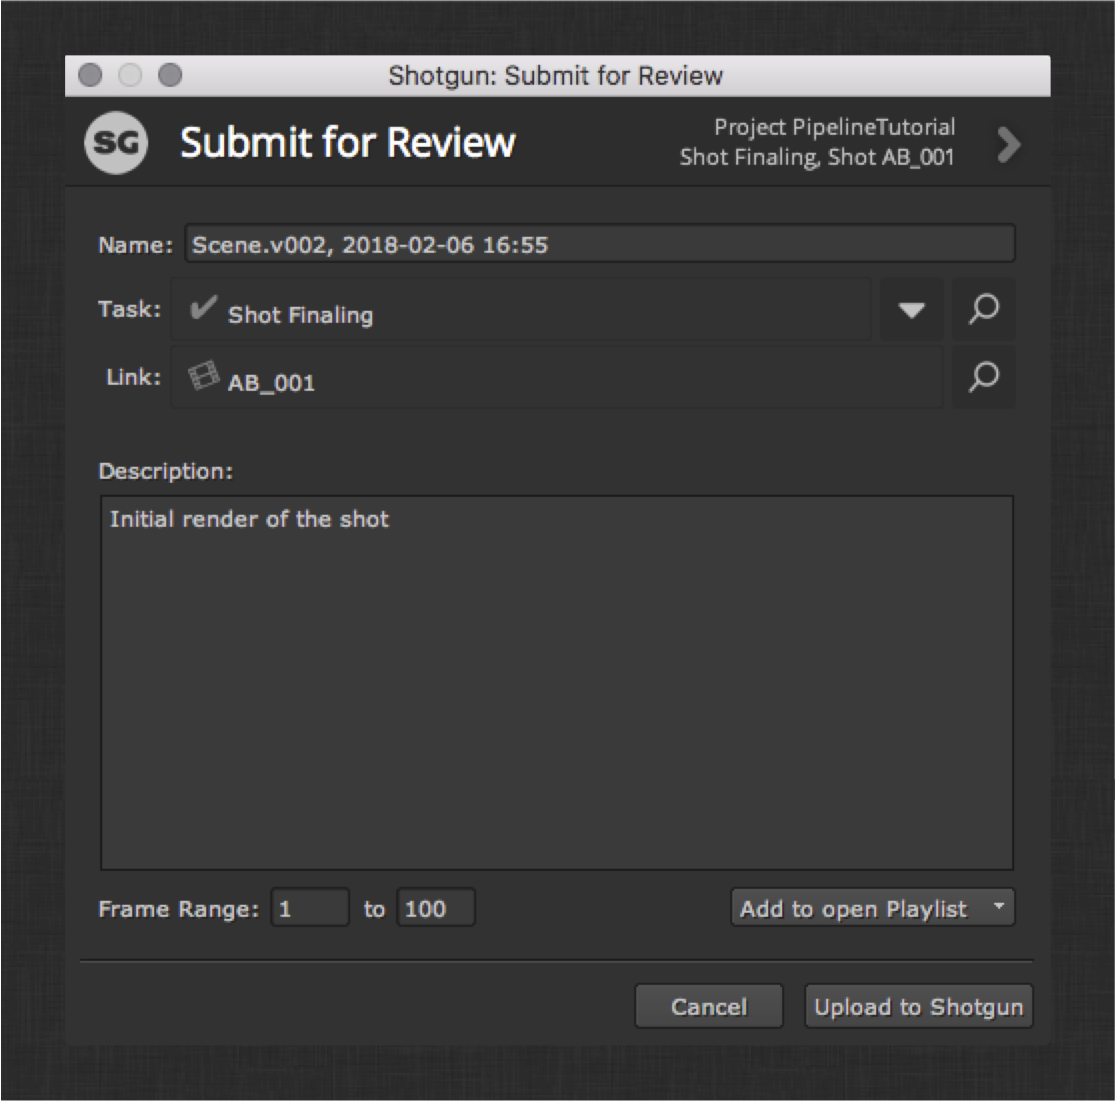 Shotgun: Submit for Review
SG
Submit for Review
Project PipelineTutorial
Shot Finaling, Shot AB_001
Name: Scene.v002, 2018-02-06 16:55
Task: Shot Finaling
Link: AB_001
Description:
Initial render of the shot
Frame Range: 1 to 100 Add to open Playlist
Cancel Upload to Shotgun